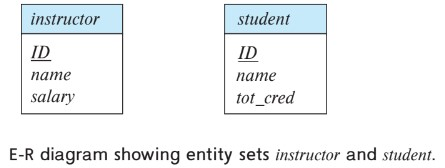 instructor
ID
name
salary
student
ID
name
tot_cred
E-R diagram showing entity sets instructor and student.